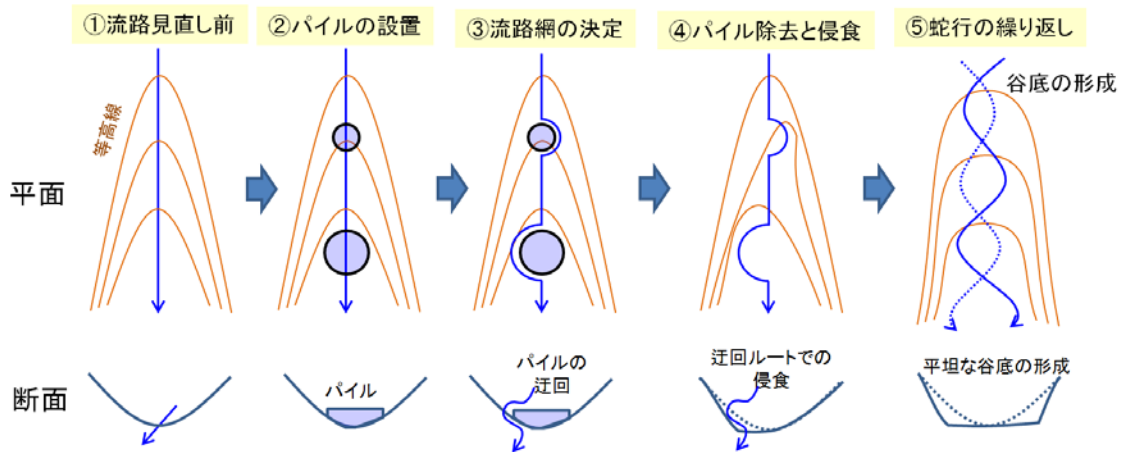 ①流路見直し前
②パイルの設置
③流路網の決定
④パイル除去と侵食
⑤蛇行の繰り返し
等高線
谷底の形成
平面
断面
パイル
パイルの
迂回
迂回ルートでの
侵食
平坦な谷底の形成